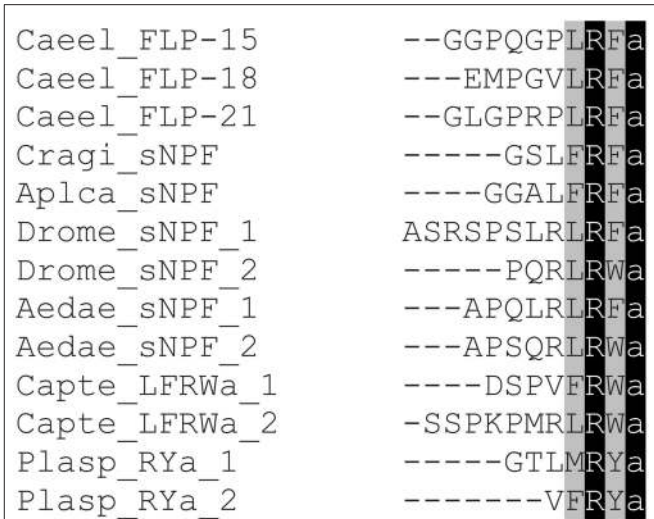 Caeel_FLP-15 --GGPQGPLRFa
Caeel_FLP-18 ---EMPGVLRFa
Caeel_FLP-21 --GLGPRPLRFa
Cragi_sNPF -----GSLFRFa
Aplca_sNPF ----GGALFRFa
Drome_sNPF_1 ASRSPSLRLRFa
Drome_sNPF_2 -----PQRLRWa
Aedae_sNPF_1 ---APQLRLRFa
Aedae_sNPF_2 ---APSQRLRWa
Capte_LFRWa_1 ----DSPVFRWa
Capte_LFRWa_2 -SSPKPMRLRWa
Plasp_RYa_1 -----GTLMRYa
Plasp_RYa_2 -------VFRYa